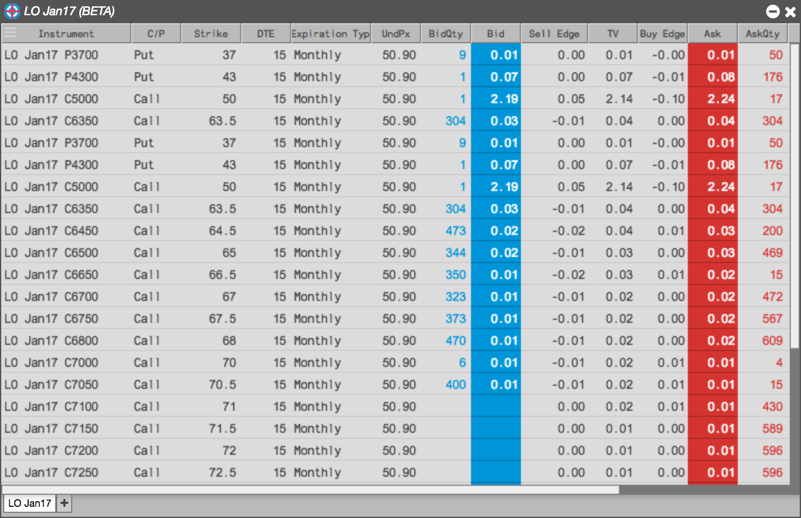 LO Jan17 (BETA)
Instrument C/P Strike DTE Expiration Typ UndPx BidQty Bid Sell Edge TV Buy Edge Ask AskQty
LO Jan17 P3700 Put 37 15 Monthly 50.90 9 0.01 0.00 0.01 -0.00 0.01 50
LO Jan17 P4300 Put 43 15 Monthly 50.90 1 0.07 0.00 0.07 -0.01 0.08 176
LO Jan17 C5000 Call 50 15 Monthly 50.90 1 2.19 0.05 2.14 -0.10 2.24 17
LO Jan17 C6350 Call 63.5 15 Monthly 50.90 304 0.03 -0.01 0.04 0.00 0.04 304
LO Jan17 P3700 Put 37 15 Monthly 50.90 9 0.01 0.00 0.01 -0.00 0.01 50
LO Jan17 P4300 Put 43 15 Monthly 50.90 1 0.07 0.00 0.07 -0.01 0.08 176
LO Jan17 C5000 Call 50 15 Monthly 50.90 1 2.19 0.05 2.14 -0.10 2.24 17
LO Jan17 C6350 Call 63.5 15 Monthly 50.90 304 0.03 -0.01 0.04 0.00 0.04 304
LO Jan17 C6450 Call 64.5 15 Monthly 50.90 473 0.02 -0.02 0.04 0.01 0.03 200
LO Jan17 C6500 Call 65 15 Monthly 50.90 344 0.02 -0.01 0.03 0.00 0.03 469
LO Jan17 C6650 Call 66.5 15 Monthly 50.90 350 0.01 -0.02 0.03 0.01 0.02 15
LO Jan17 C6700 Call 67 15 Monthly 50.90 323 0.01 -0.01 0.02 0.00 0.02 472
LO Jan17 C6750 Call 67.5 15 Monthly 50.90 373 0.01 -0.01 0.02 0.00 0.02 567
LO Jan17 C6800 Call 68 15 Monthly 50.90 470 0.01 -0.01 0.02 0.00 0.02 609
LO Jan17 C7000 Call 70 15 Monthly 50.90 6 0.01 -0.01 0.02 0.01 0.01 4
LO Jan17 C7050 Call 70.5 15 Monthly 50.90 400 0.01 -0.01 0.02 0.01 0.01 15
LO Jan17 C7100 Call 71 15 Monthly 50.90 0.00 0.02 0.01 0.01 430
LO Jan17 C7150 Call 71.5 15 Monthly 50.90 0.00 0.01 0.00 0.01 589
LO Jan17 C7200 Call 72 15 Monthly 50.90 0.00 0.01 0.00 0.01 596
LO Jan17 C7250 Call 72.5 15 Monthly 50.90 0.00 0.01 0.00 0.01 596
LO Jan17 +